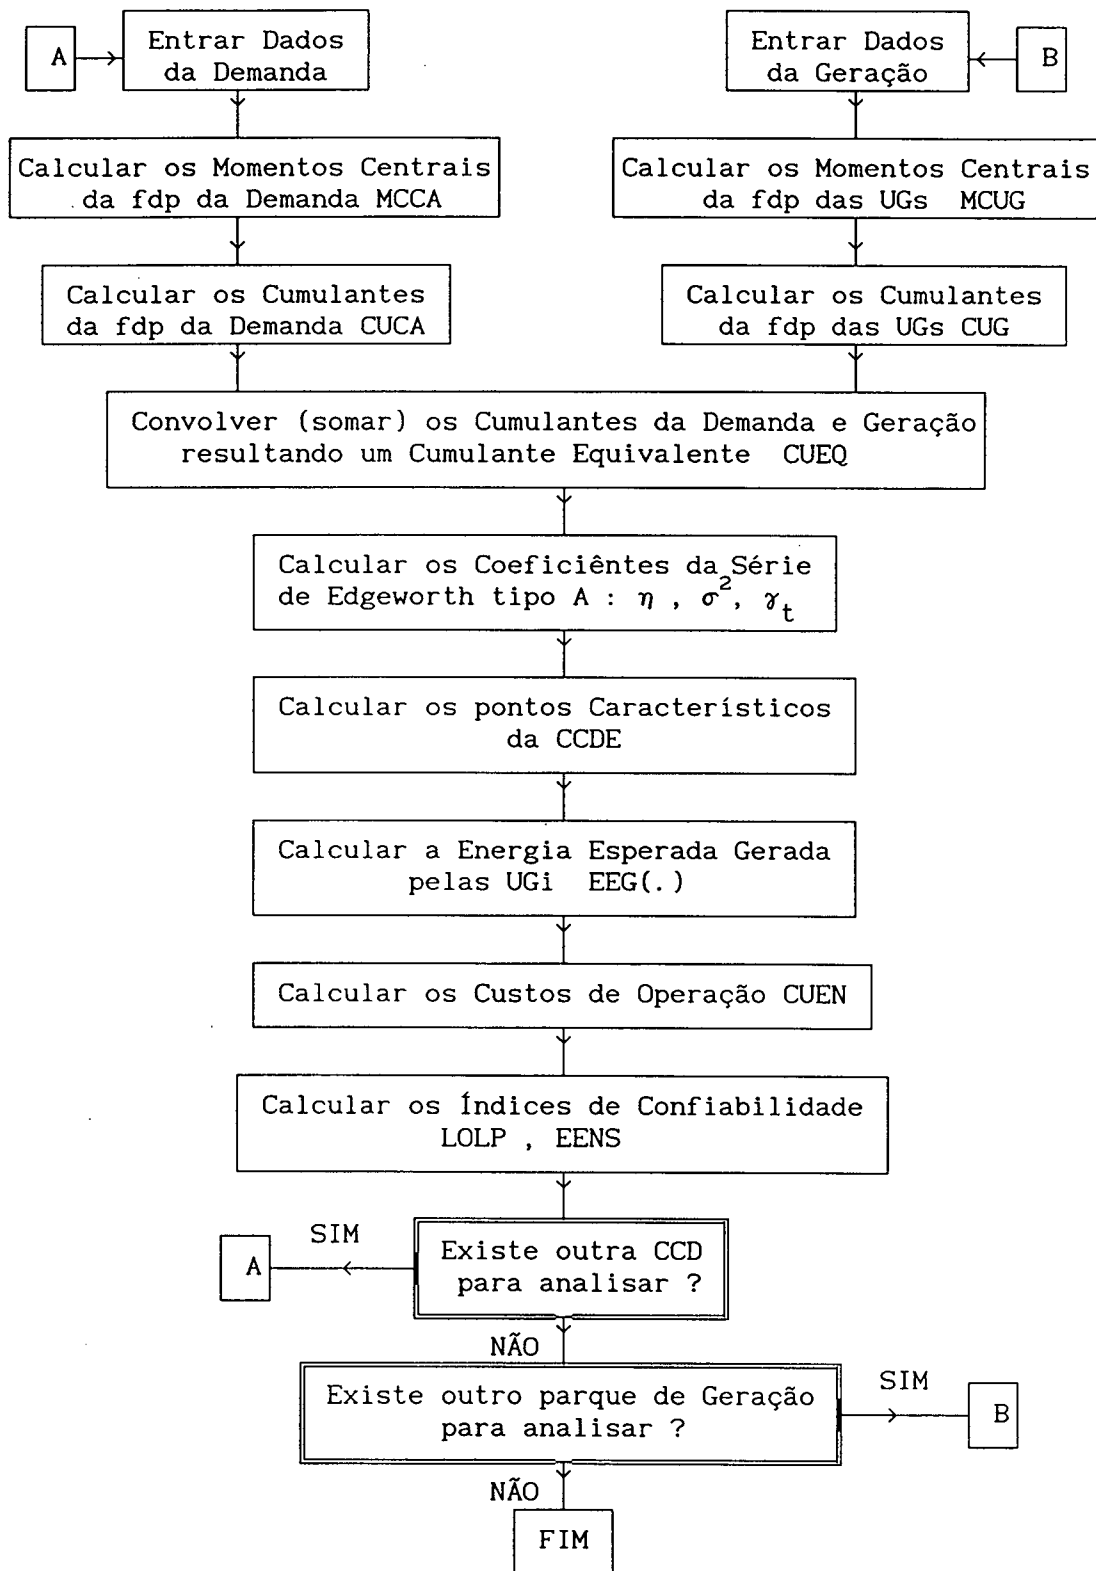 A
Entrar Dados
da Demanda
Entrar Dados
da Geração
B
Calcular os Momentos Centrais
da fdp da Demanda MCCA
Calcular os Momentos Centrais
da fdp das UGs MCUG
Calcular os Cumulantes
da fdp da Demanda CUCA
Calcular os Cumulantes
da fdp das UGs CUG
Convolver (somar) os Cumulantes da Demanda e Geração
resultando um Cumulante Equivalente CUEQ
Calcular os Coeficiêntes da Série
de Edgeworth tipo A : η , σ², γt
Calcular os pontos Característicos
da CCDE
Calcular a Energia Esperada Gerada
pelas UGi EEG(.)
Calcular os Custos de Operação CUEN
Calcular os Índices de Confiabilidade
LOLP , EENS
SIM
A
Existe outra CCD
para analisar ?
NÃO
Existe outro parque de Geração
para analisar ?
SIM
B
NÃO
FIM